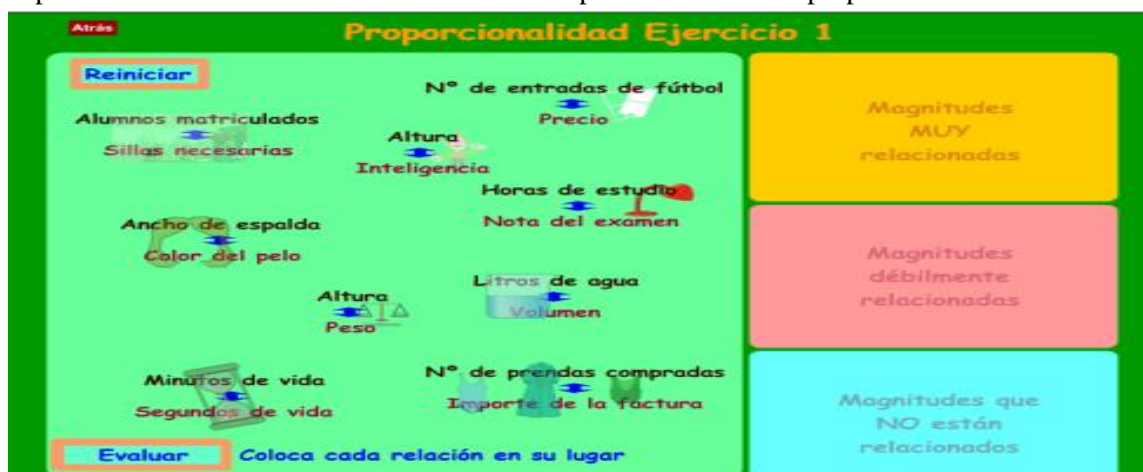 Atrás
Proporcionalidad Ejercicio 1
Reiniciar
Nº de entradas de fútbol
Precio
Alumnos matriculados
Sillas necesarias
Altura
Inteligencia
Horas de estudio
Nota del examen
Ancho de espalda
Color del pelo
Litros de agua
Volumen
Altura
Peso
Minutos de vida
Segundos de vida
Nº de prendas compradas
Importe de la factura
Evaluar
Coloca cada relación en su lugar
Magnitudes
MUY
relacionadas
Magnitudes
débilmente
relacionadas
Magnitudes que
NO están
relacionados